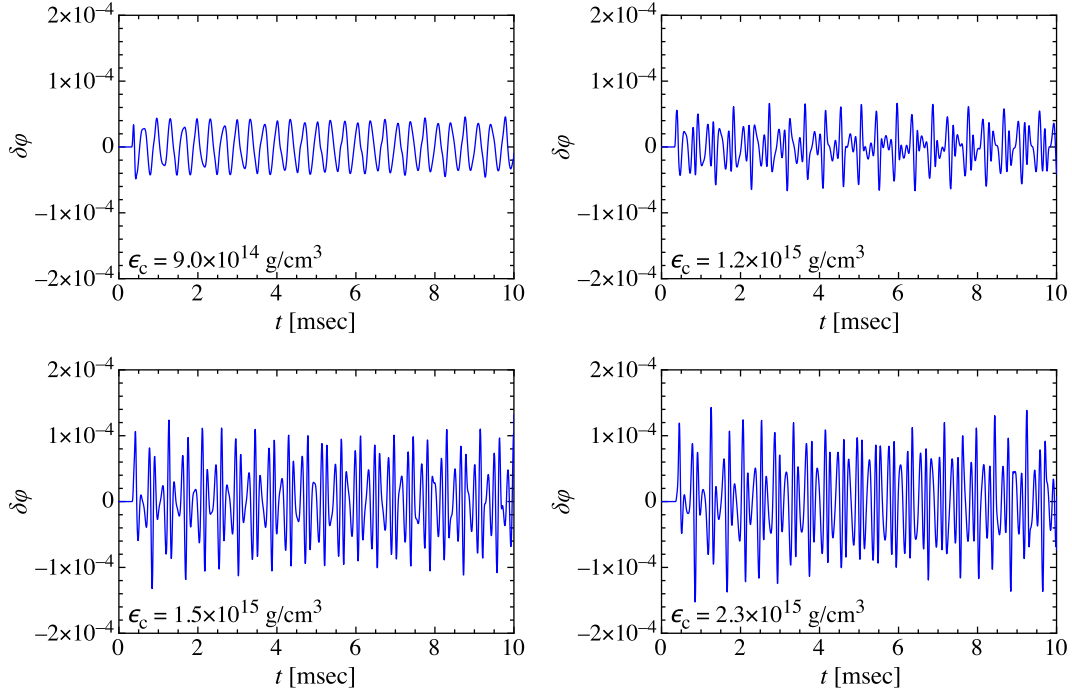 2×10⁻⁴ 2×10⁻⁴
1×10⁻⁴ 1×10⁻⁴
δφ 0 δφ 0
−1×10⁻⁴ −1×10⁻⁴
ϵc = 9.0×10¹⁴ g/cm³ ϵc = 1.2×10¹⁵ g/cm³
−2×10⁻⁴ −2×10⁻⁴
0 2 4 6 8 10 0 2 4 6 8 10
t [msec] t [msec]
2×10⁻⁴ 2×10⁻⁴
1×10⁻⁴ 1×10⁻⁴
δφ 0 δφ 0
−1×10⁻⁴ −1×10⁻⁴
ϵc = 1.5×10¹⁵ g/cm³ ϵc = 2.3×10¹⁵ g/cm³
−2×10⁻⁴ −2×10⁻⁴
0 2 4 6 8 10 0 2 4 6 8 10
t [msec] t [msec]